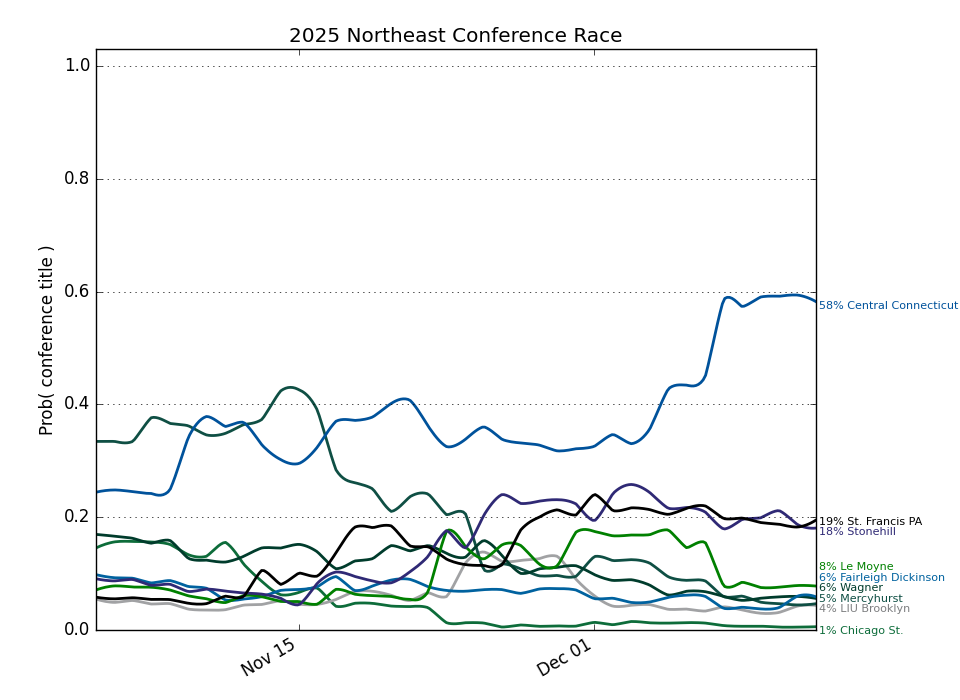 2025 Northeast Conference Race
1.0
0.8
0.6
0.4
0.2
0.0
Prob( conference title )
Nov 15
Dec 01
58% Central Connecticut
19% St. Francis PA
18% Stonehill
8% Le Moyne
6% Fairleigh Dickinson
6% Wagner
5% Mercyhurst
4% LIU Brooklyn
1% Chicago St.